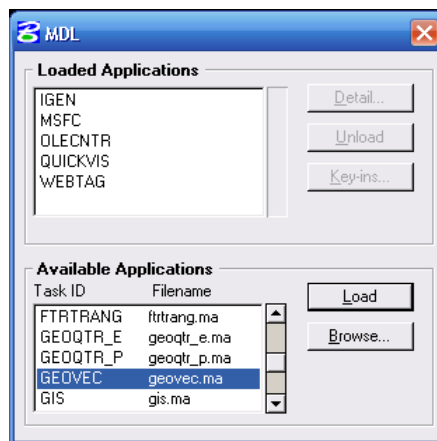 MDL
Loaded Applications
IGEN
MSFC
OLECNTR
QUICKVIS
WEBTAG
Detail...
Unload
Key-ins...
Available Applications
Task ID Filename
FTRTRANG ftrtrang.ma
GEOQTR_E geoqtr_e.ma
GEOQTR_P geoqtr_p.ma
GEOVEC geovec.ma
GIS gis.ma
Load
Browse...